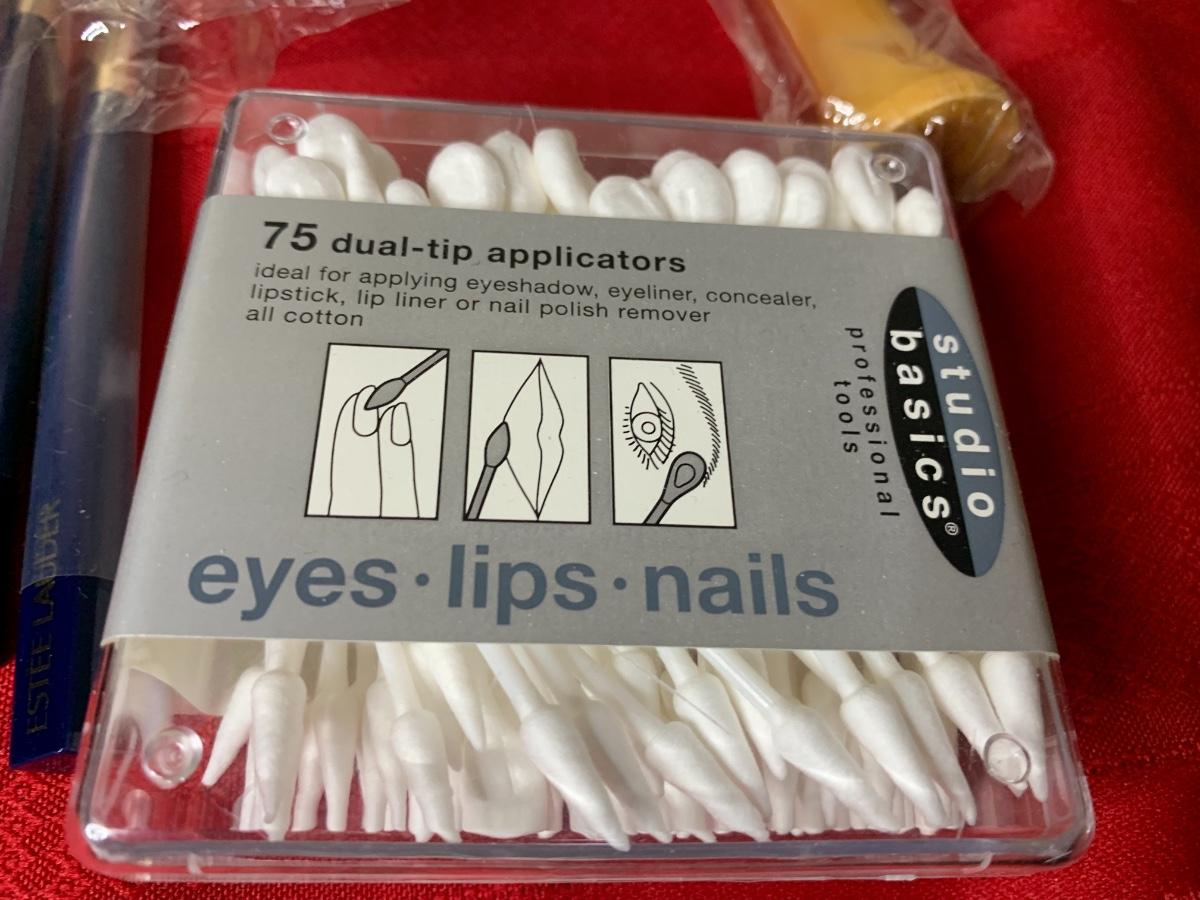 75 dual-tip applicators
ideal for applying eyeshadow, eyeliner, concealer,
lipstick, lip liner or nail polish remover
all cotton
studio
basics®
professional
tools
eyes·lips·nails
ESTEE LAUDER